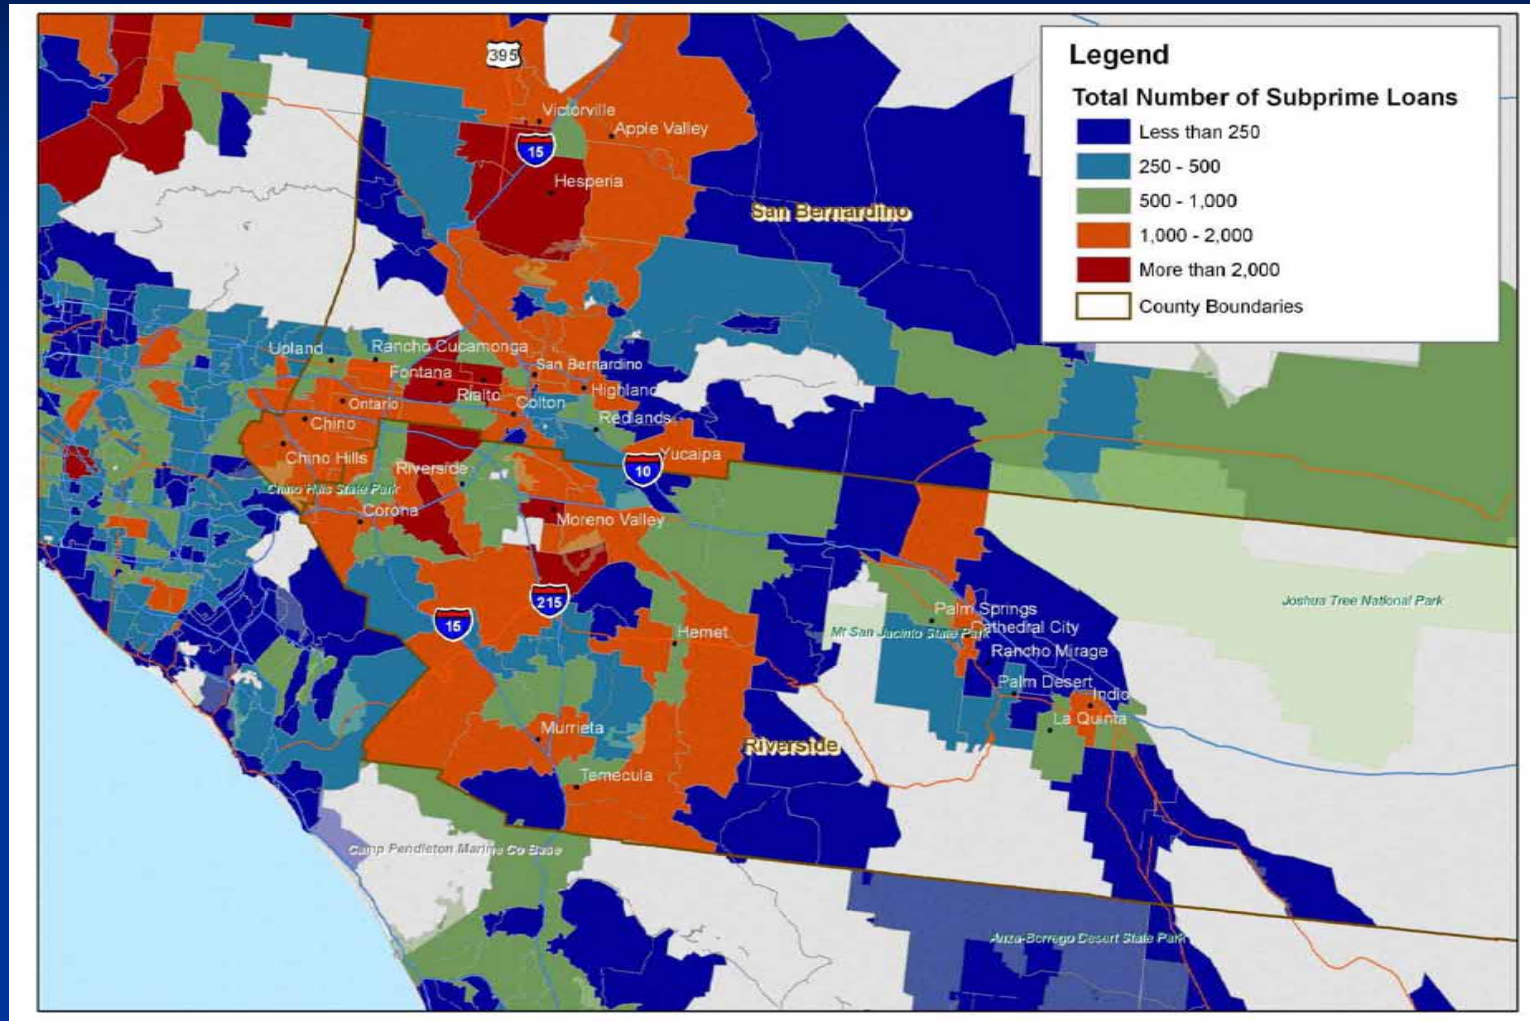 395
Legend
Total Number of Subprime Loans
Less than 250
250 - 500
500 - 1,000
1,000 - 2,000
More than 2,000
County Boundaries
Victorville
Apple Valley
15
Hesperia
San Bernardino
Upland
Rancho Cucamonga
Fontana
San Bernardino
Rialto
Highland
Ontario
Colton
Chino
Redlands
Chino Hills
Yucaipa
Riverside
10
Chino Hills State Park
Corona
Moreno Valley
215
15
Joshua Tree National Park
Palm Springs
Hemet
Mt San Jacinto State Park
Cathedral City
Rancho Mirage
Palm Desert
Indio
La Quinta
Murrieta
Riverside
Temecula
Camp Pendleton Marine Co Base
Anza-Borrego Desert State Park